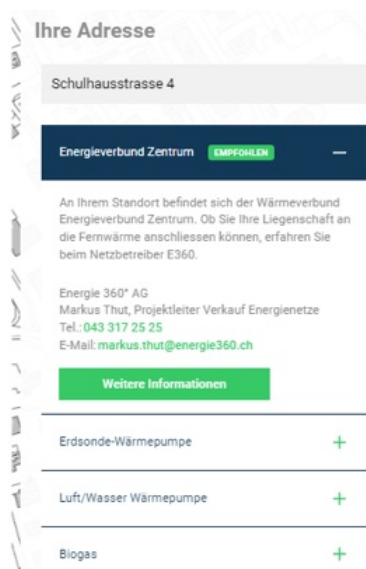 Ihre Adresse
Schulhausstrasse 4
Energieverbund Zentrum EMPFOHLEN
An Ihrem Standort befindet sich der Wärmeverbund
Energieverbund Zentrum. Ob Sie Ihre Liegenschaft an
die Fernwärme anschliessen können, erfahren Sie
beim Netzbetreiber E360.
Energie 360° AG
Markus Thut, Projektleiter Verkauf Energienetze
Tel.: 043 317 25 25
E-Mail: markus.thut@energie360.ch
Weitere Informationen
Erdsonde-Wärmepumpe
Luft/Wasser Wärmepumpe
Biogas